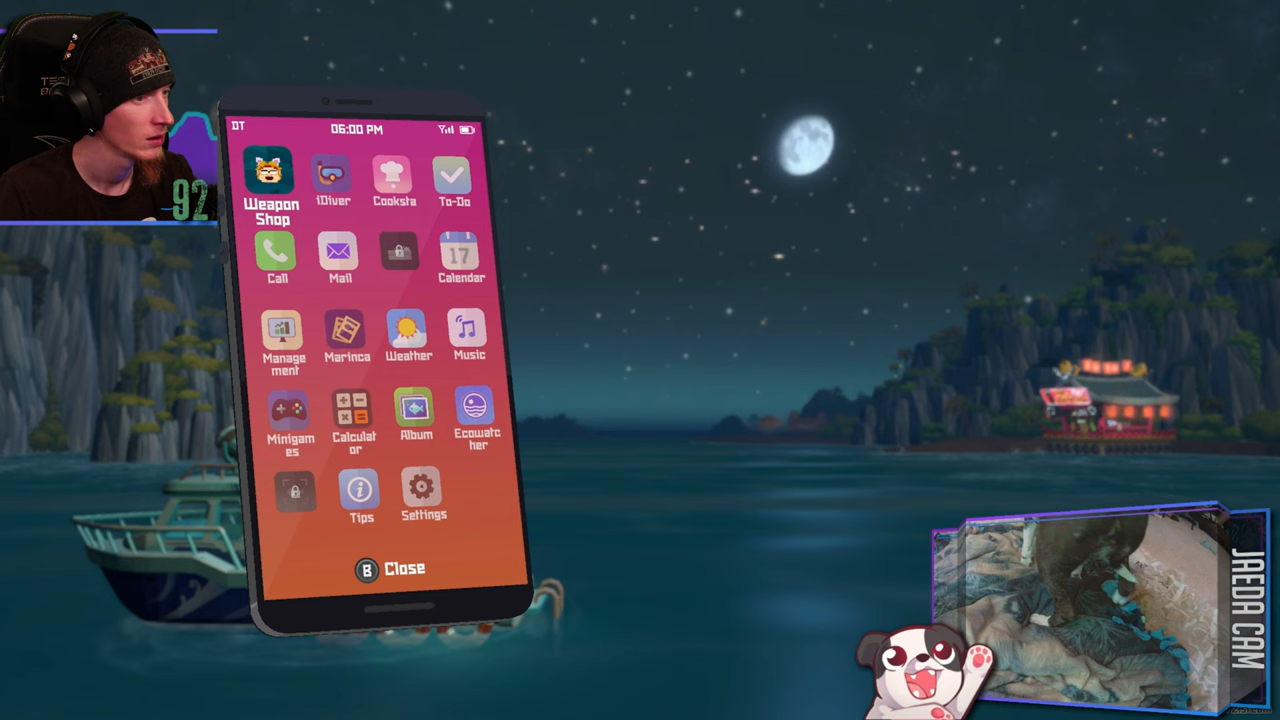 92
DT
06:00 PM
Weapon
Shop
iDiver
Cooksta
To-Do
Call
Mail
17
Calendar
Manage
ment
Marinca
Weather
Music
Minigam
es
Calculat
or
Album
Ecowatc
her
Tips
Settings
B Close
JAEDA CAM